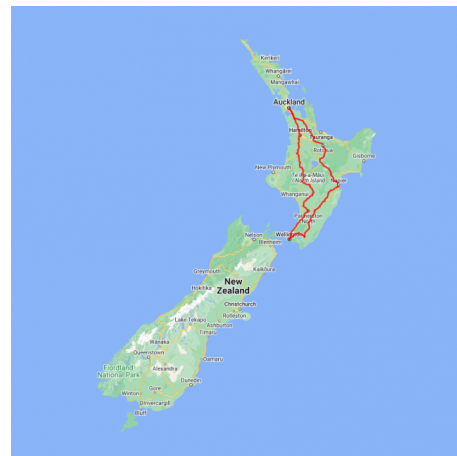 Kerikeri
Whangarei
Mangawhai
Auckland
Hamilton
Tauranga
Rotorua
Gisborne
New Plymouth
Te Ika-a-Māui
North Island
Napier
Whanganui
Palmerston
North
Wellington
Nelson
Blenheim
Greymouth
Kaikōura
Hokitika
New
Zealand
Christchurch
Lake Tekapo
Rolleston
Ashburton
Timaru
Wānaka
Queenstown
Oamaru
Fiordland
National Park
Alexandra
Dunedin
Gore
Winton
Invercargill
Bluff